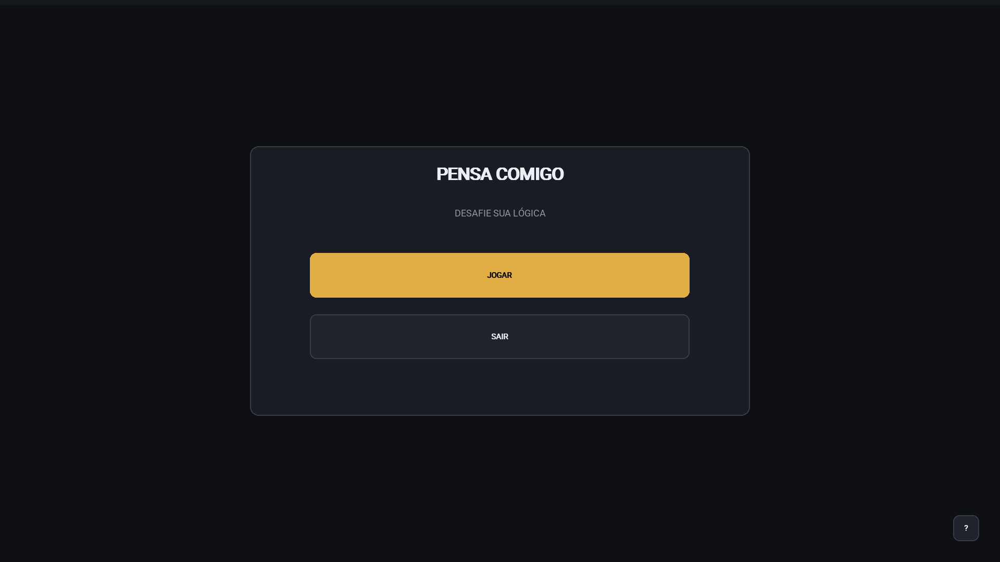 PENSA COMIGO
DESAFIE SUA LÓGICA
JOGAR
SAIR
?